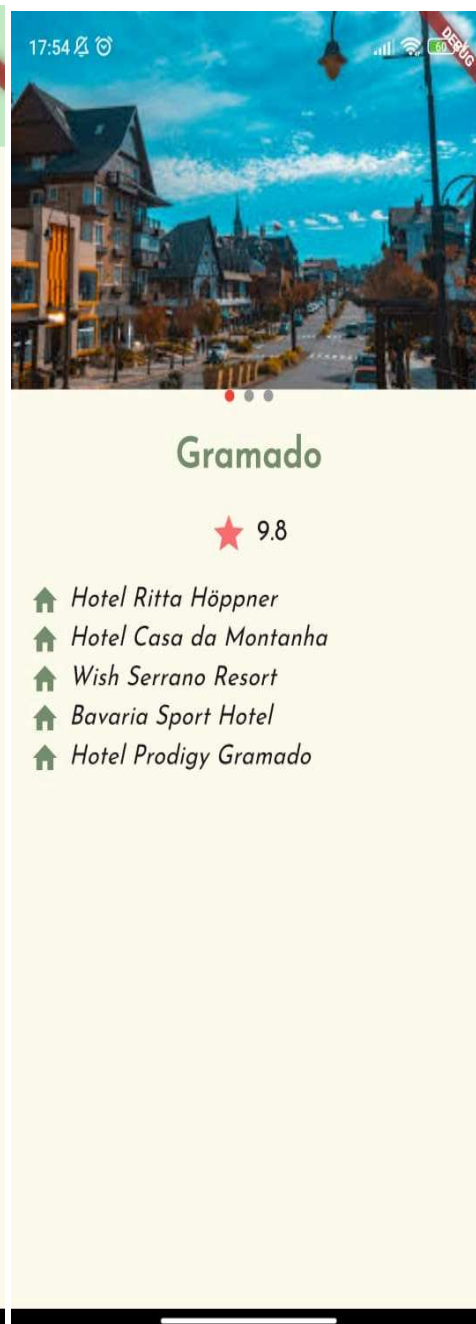 17:54
60
DEBUG
Gramado
9.8
Hotel Ritta Höppner
Hotel Casa da Montanha
Wish Serrano Resort
Bavaria Sport Hotel
Hotel Prodigy Gramado